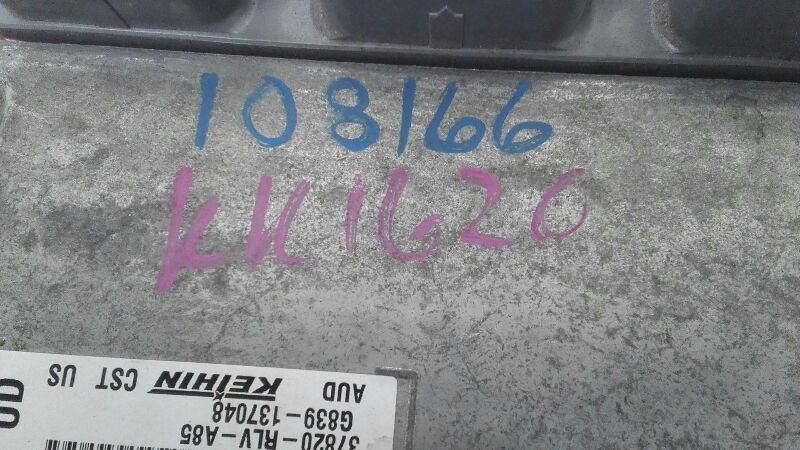 108166
KK1620
37820-RLV-A85
G839-137048
AUD
KEIHIN CST US